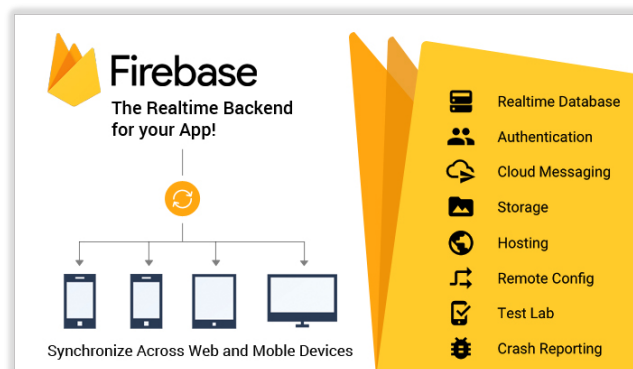 Firebase
The Realtime Backend
for your App!
Synchronize Across Web and Moble Devices
Realtime Database
Authentication
Cloud Messaging
Storage
Hosting
Remote Config
Test Lab
Crash Reporting